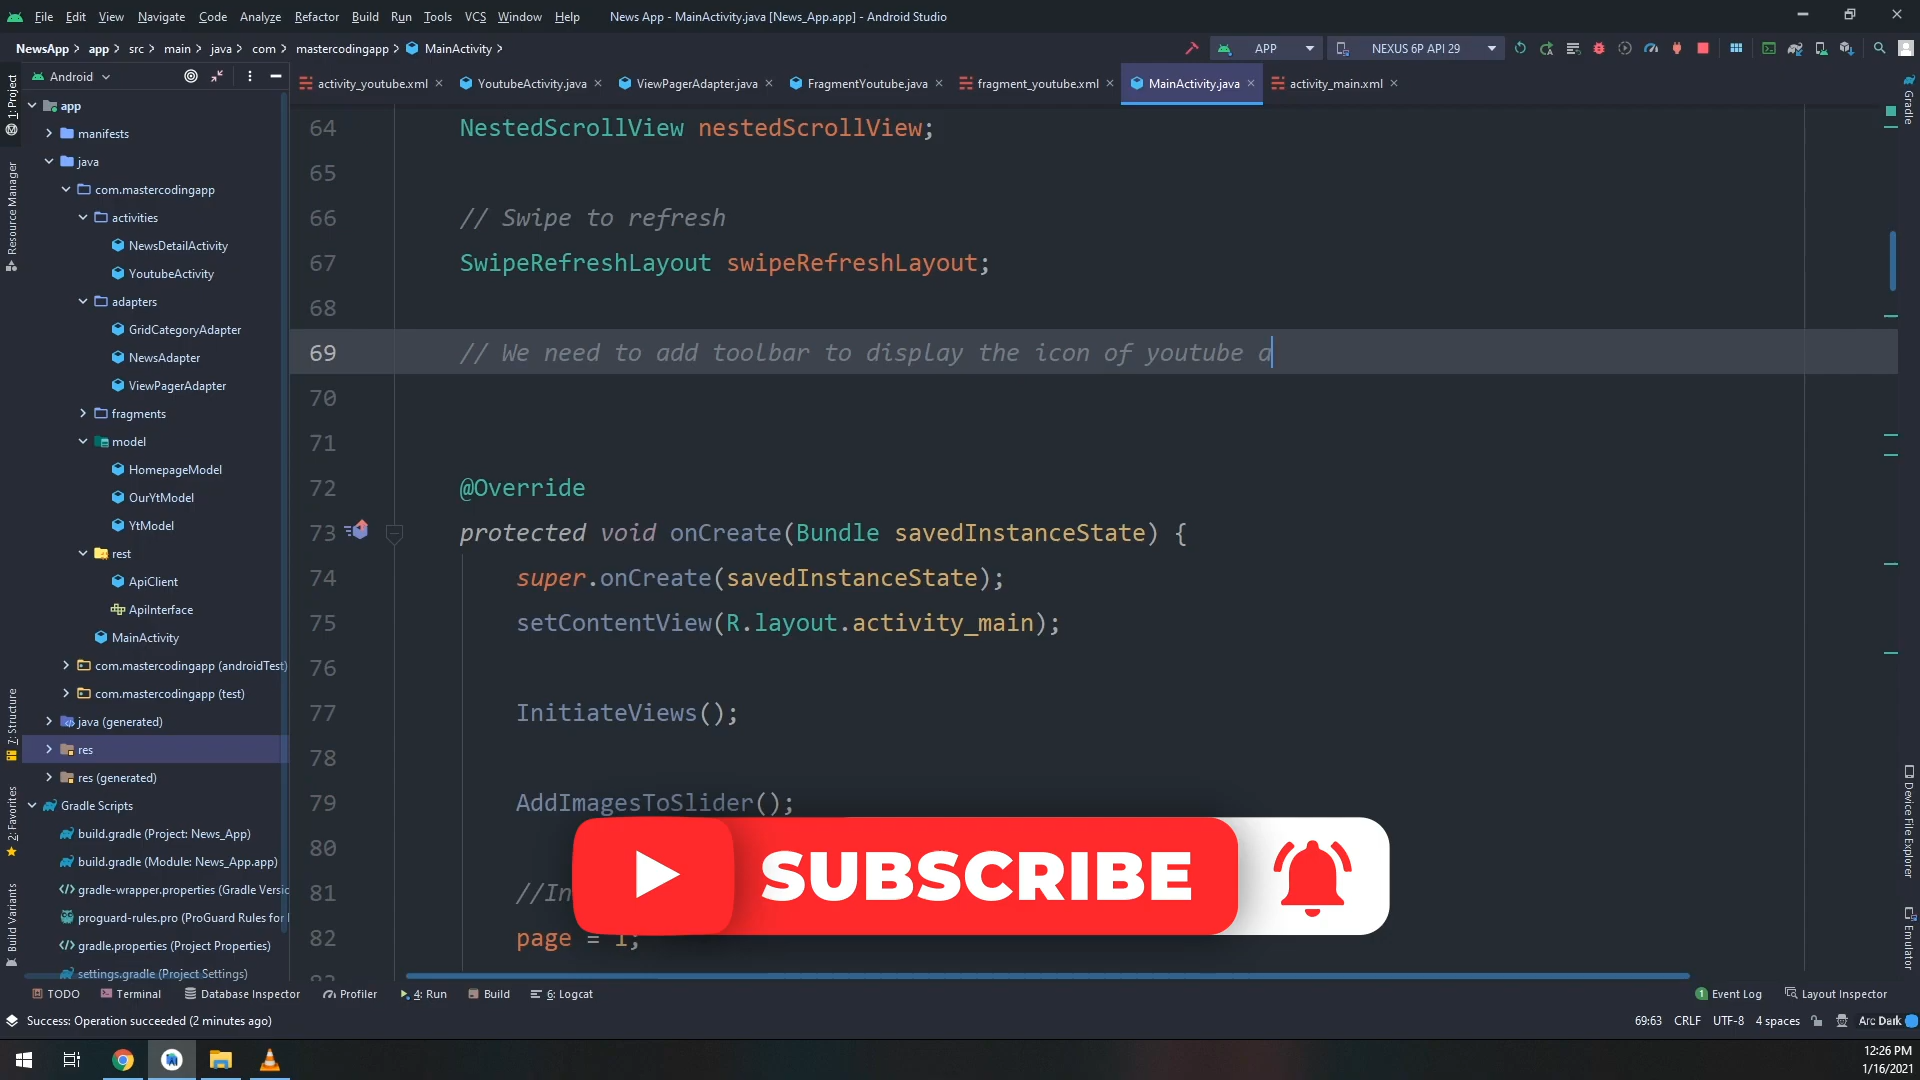 File Edit View Navigate Code Analyze Refactor Build Run Tools VCS Window Help News App - MainActivity.java [News_App.app] - Android Studio
NewsApp app src main java com mastercodingapp MainActivity APP NEXUS 6P API 29
Android activity_youtube.xml YoutubeActivity.java ViewPagerAdapter.java FragmentYoutube.java fragment_youtube.xml MainActivity.java activity_main.xml
1: Project
Resource Manager
7: Structure
2: Favorites
Build Variants
app
manifests
java
com.mastercodingapp
activities
NewsDetailActivity
YoutubeActivity
adapters
GridCategoryAdapter
NewsAdapter
ViewPagerAdapter
fragments
model
HomepageModel
OurYtModel
YtModel
rest
ApiClient
ApiInterface
MainActivity
com.mastercodingapp (androidTest)
com.mastercodingapp (test)
java (generated)
res
res (generated)
Gradle Scripts
build.gradle (Project: News_App)
build.gradle (Module: News_App.app)
gradle-wrapper.properties (Gradle Versio
proguard-rules.pro (ProGuard Rules for
gradle.properties (Project Properties)
settings.gradle (Project Settings)
64 NestedScrollView nestedScrollView;
65
66 // Swipe to refresh
67 SwipeRefreshLayout swipeRefreshLayout;
68
69 // We need to add toolbar to display the icon of youtube a
70
71
72 @Override
73 protected void onCreate(Bundle savedInstanceState) {
74 super.onCreate(savedInstanceState);
75 setContentView(R.layout.activity_main);
76
77 InitiateViews();
78
79 AddImagesToSlider();
80
81 //In
82 page = 1;
SUBSCRIBE
Gradle
Device File Explorer
Emulator
TODO Terminal Database Inspector Profiler 4: Run Build 6: Logcat 1 Event Log Layout Inspector
Success: Operation succeeded (2 minutes ago) 69:63 CRLF UTF-8 4 spaces Arc Dark
12:26 PM
1/16/2021